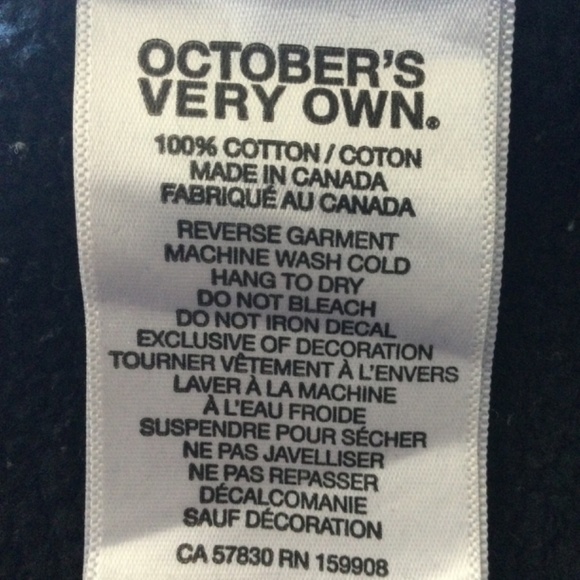 OCTOBER'S
VERY OWN®
100% COTTON / COTON
MADE IN CANADA
FABRIQUÉ AU CANADA
REVERSE GARMENT
MACHINE WASH COLD
HANG TO DRY
DO NOT BLEACH
DO NOT IRON DECAL
EXCLUSIVE OF DECORATION
TOURNER VÊTEMENT À L'ENVERS
LAVER À LA MACHINE
À L'EAU FROIDE
SUSPENDRE POUR SÉCHER
NE PAS JAVELLISER
NE PAS REPASSER
DÉCALCOMANIE
SAUF DÉCORATION
CA 57830 RN 159908